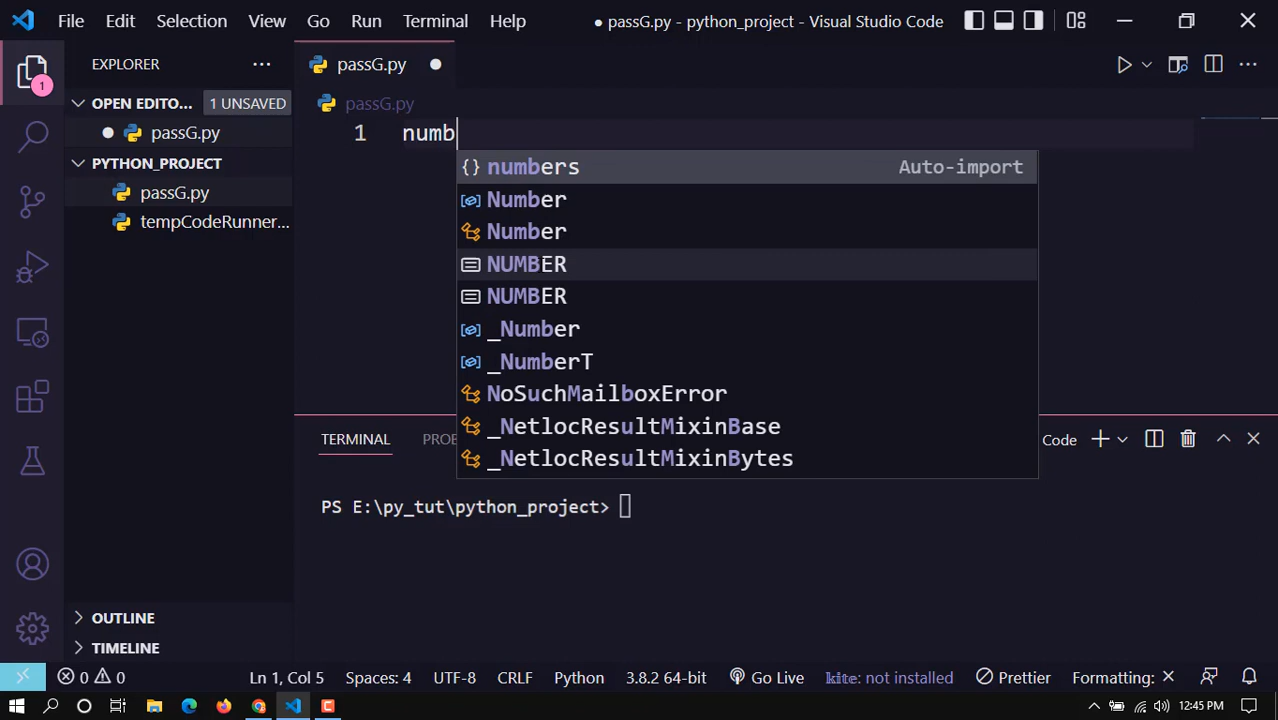 File Edit Selection View Go Run Terminal Help ● passG.py - python_project - Visual Studio Code
EXPLORER ...
passG.py ●
1
OPEN EDITO... 1 UNSAVED
● passG.py
PYTHON_PROJECT
passG.py
tempCodeRunner...
passG.py
1 numb
numbers Auto-import
Number
Number
NUMBER
NUMBER
_Number
_NumberT
NoSuchMailboxError
_NetlocResultMixinBase
_NetlocResultMixinBytes
TERMINAL PROB Code
PS E:\py_tut\python_project>
OUTLINE
TIMELINE
0 0 Ln 1, Col 5 Spaces: 4 UTF-8 CRLF Python 3.8.2 64-bit Go Live kite: not installed Prettier Formatting: ×
12:45 PM